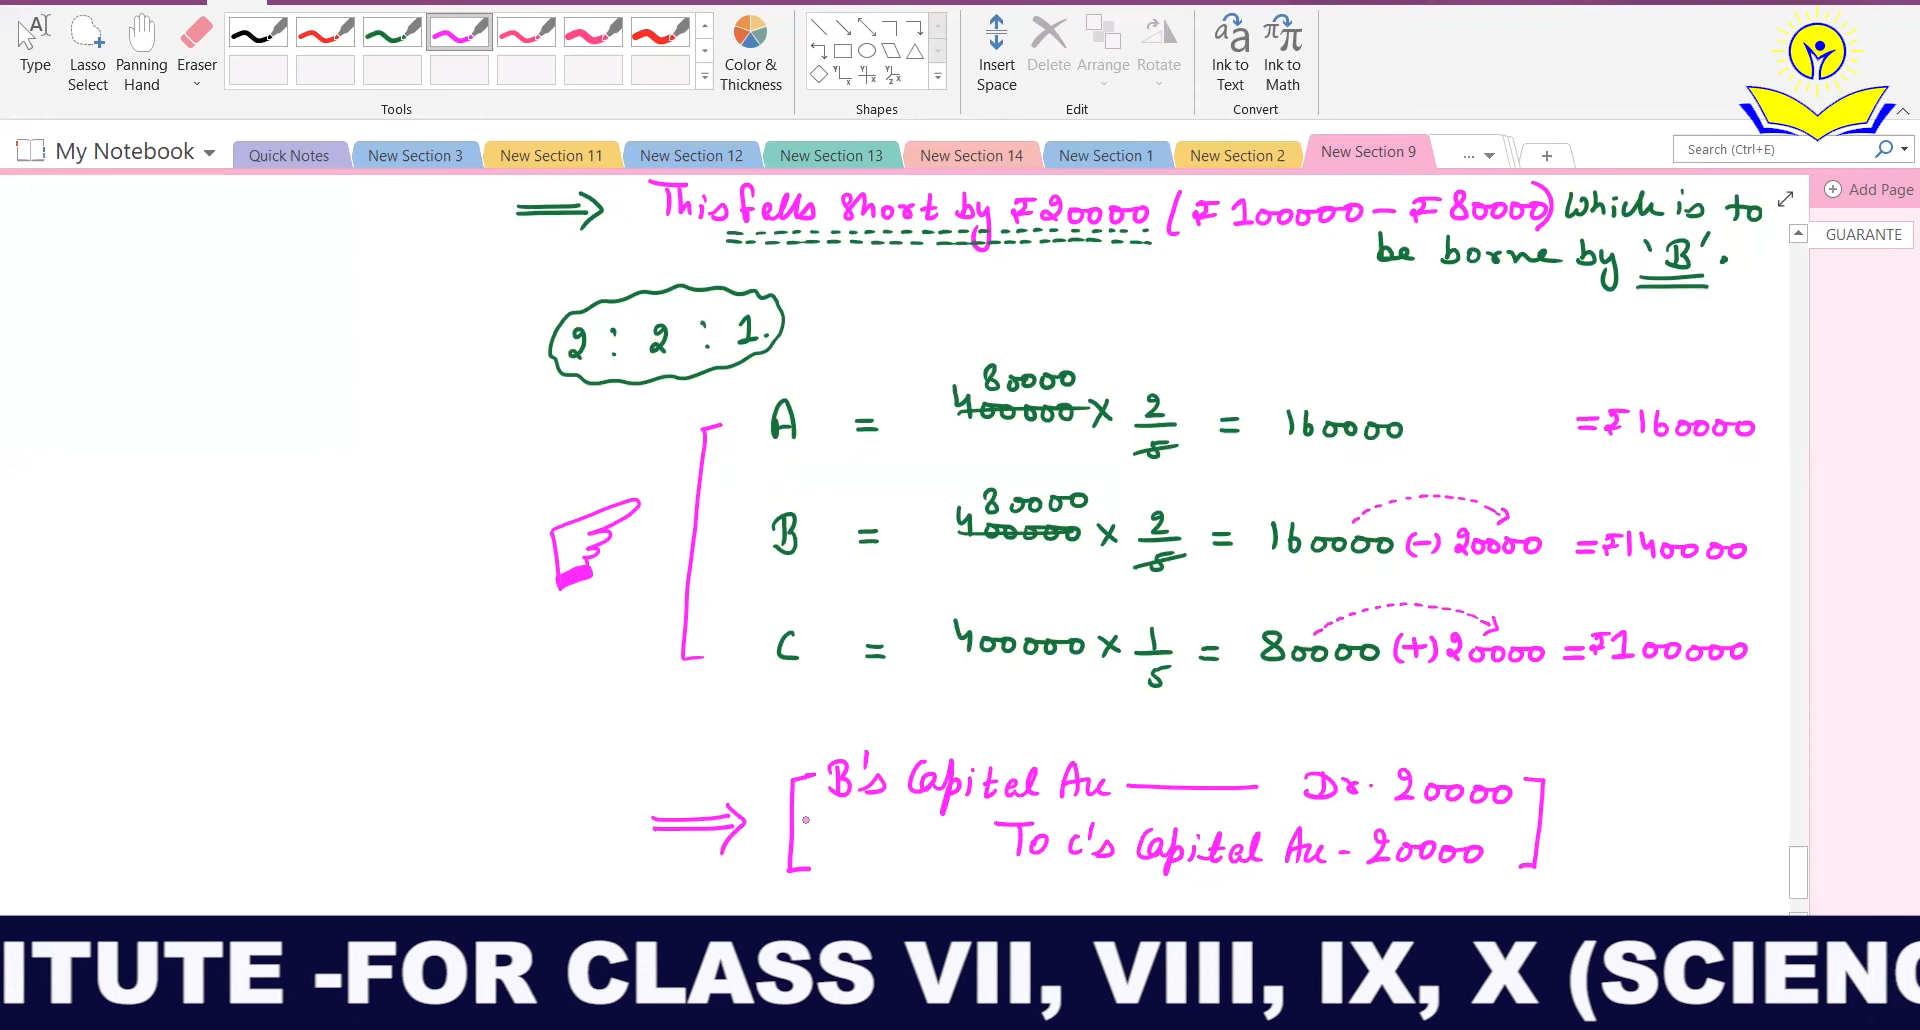 Type
Lasso Select
Panning Hand
Eraser
Color & Thickness
Insert Space
Delete
Arrange
Rotate
Ink to Text
Ink to Math
Tools
Shapes
Edit
Convert
My Notebook
Quick Notes
New Section 3
New Section 11
New Section 12
New Section 13
New Section 14
New Section 1
New Section 2
New Section 9
...
Search (Ctrl+E)
Add Page
GUARANTE
⟹ This falls short by ₹20000 (₹100000 - ₹80000) which is to
be borne by 'B'.
2 : 2 : 1.
80000
A = 400000 × 2/5 = 160000 = ₹160000
80000
B = 400000 × 2/5 = 160000 (-) 20000 = ₹140000
C = 400000 × 1/5 = 80000 (+) 20000 = ₹100000
⟹ [B's Capital A/c —— Dr. 20000
To C's Capital A/c - 20000]
ITUTE -FOR CLASS VII, VIII, IX, X (SCIENC